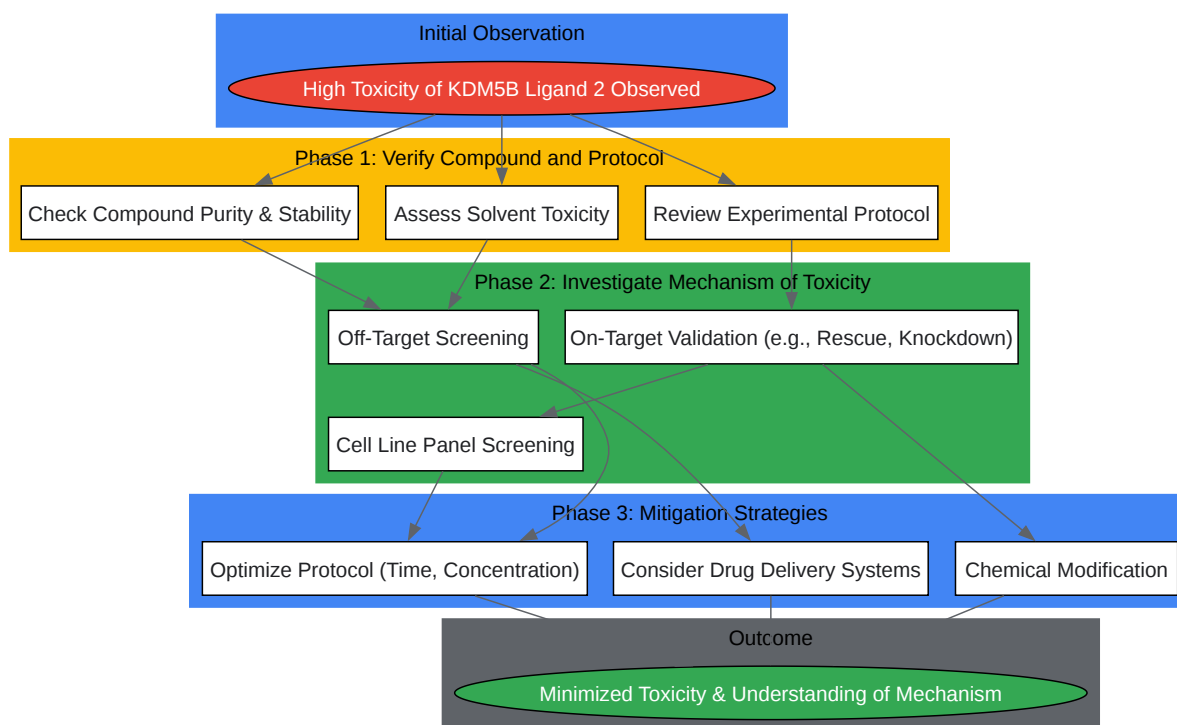 Initial Observation
High Toxicity of KDM5B Ligand 2 Observed
Phase 1: Verify Compound and Protocol
Check Compound Purity & Stability
Assess Solvent Toxicity
Review Experimental Protocol
Phase 2: Investigate Mechanism of Toxicity
Off-Target Screening
On-Target Validation (e.g., Rescue, Knockdown)
Cell Line Panel Screening
Phase 3: Mitigation Strategies
Optimize Protocol (Time, Concentration)
Consider Drug Delivery Systems
Chemical Modification
Outcome
Minimized Toxicity & Understanding of Mechanism